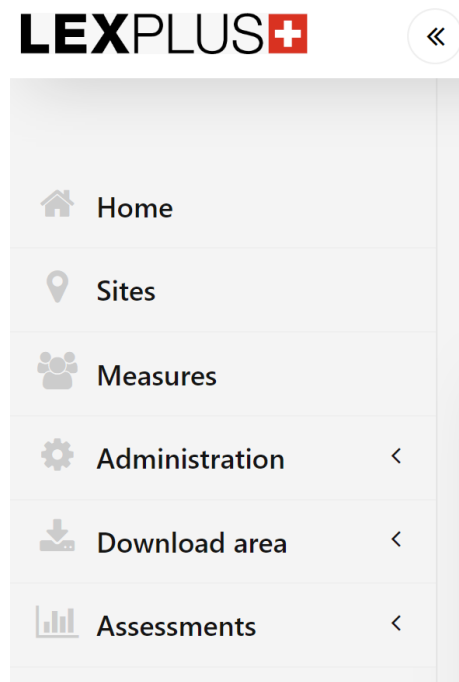 LEXPLUS
Home
Sites
Measures
Administration
Download area
Assessments